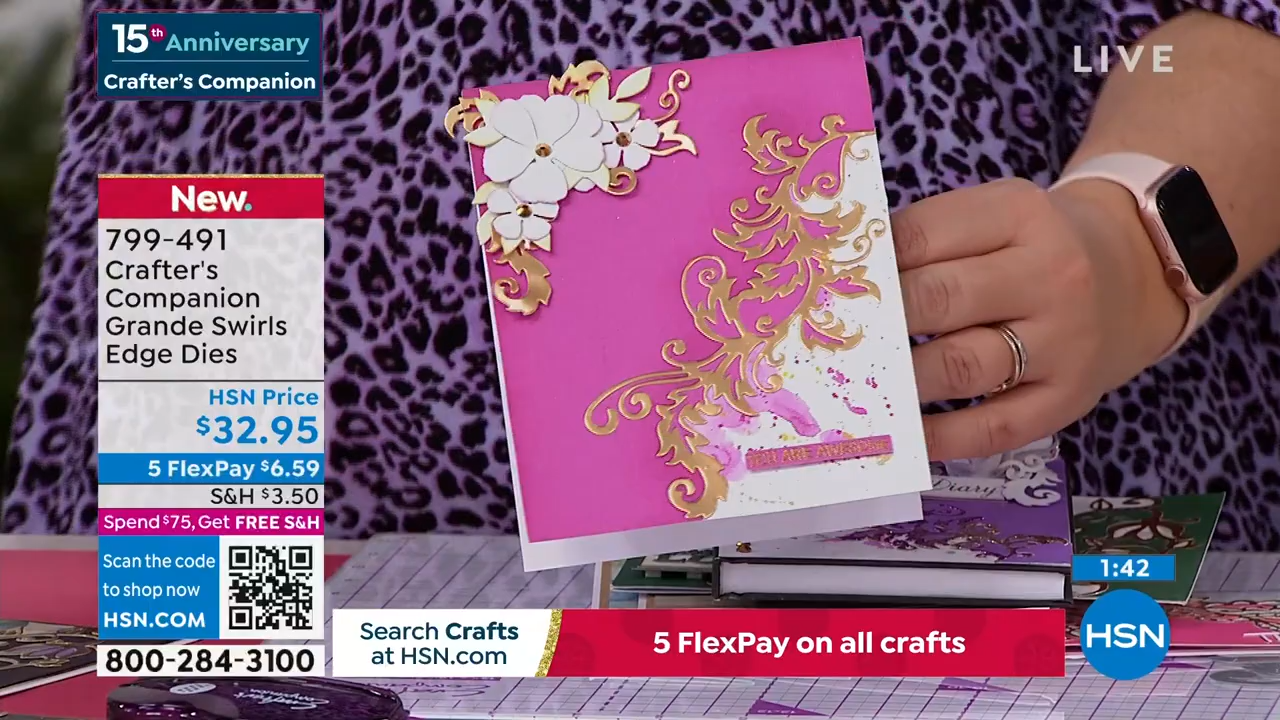 15th Anniversary
Crafter's Companion
LIVE
New.
799-491
Crafter's
Companion
Grande Swirls
Edge Dies
HSN Price
$32.95
5 FlexPay $6.59
S&H $3.50
Spend $75, Get FREE S&H
Scan the code
to shop now
HSN.COM
800-284-3100
YOU ARE AWESOME
Diary
1:42
HSN
Search Crafts
at HSN.com
5 FlexPay on all crafts
Crafter's
Companion